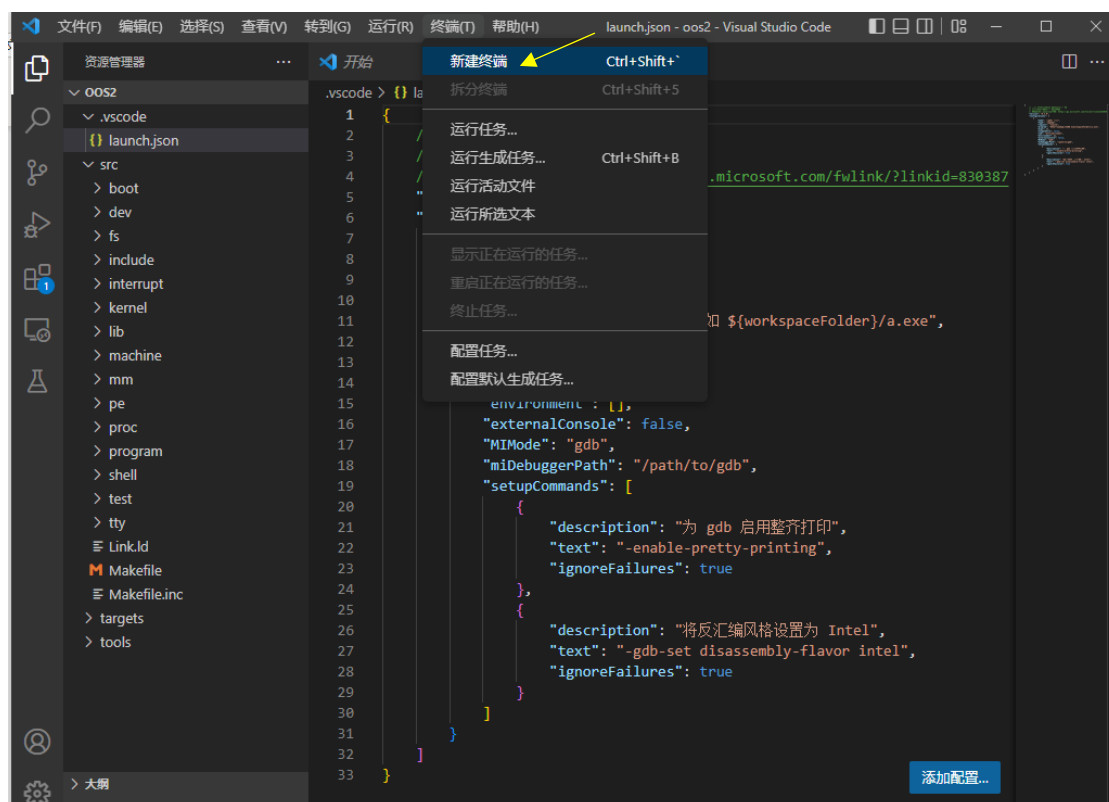 文件(F) 编辑(E) 选择(S) 查看(V) 转到(G) 运行(R) 终端(T) 帮助(H) launch.json - oos2 - Visual Studio Code
资源管理器
OOS2
.vscode
{} launch.json
src
boot
dev
fs
include
interrupt
kernel
lib
machine
mm
pe
proc
program
shell
test
tty
Link.ld
Makefile
Makefile.inc
targets
tools
大纲
1
开始
新建终端 Ctrl+Shift+`
拆分终端 Ctrl+Shift+5
运行任务...
运行生成任务... Ctrl+Shift+B
运行活动文件
运行所选文本
显示正在运行的任务...
重启正在运行的任务...
终止任务...
配置任务...
配置默认生成任务...
.vscode > {} la
1 {
2 /
3 /
4 / .microsoft.com/fwlink/?linkid=830387
5 "
6 "
7
8
9
10
11 如 ${workspaceFolder}/a.exe",
12
13
14
15 "environment": [],
16 "externalConsole": false,
17 "MIMode": "gdb",
18 "miDebuggerPath": "/path/to/gdb",
19 "setupCommands": [
20 {
21 "description": "为 gdb 启用整齐打印",
22 "text": "-enable-pretty-printing",
23 "ignoreFailures": true
24 },
25 {
26 "description": "将反汇编风格设置为 Intel",
27 "text": "-gdb-set disassembly-flavor intel",
28 "ignoreFailures": true
29 }
30 ]
31 }
32 ]
33 }
添加配置...